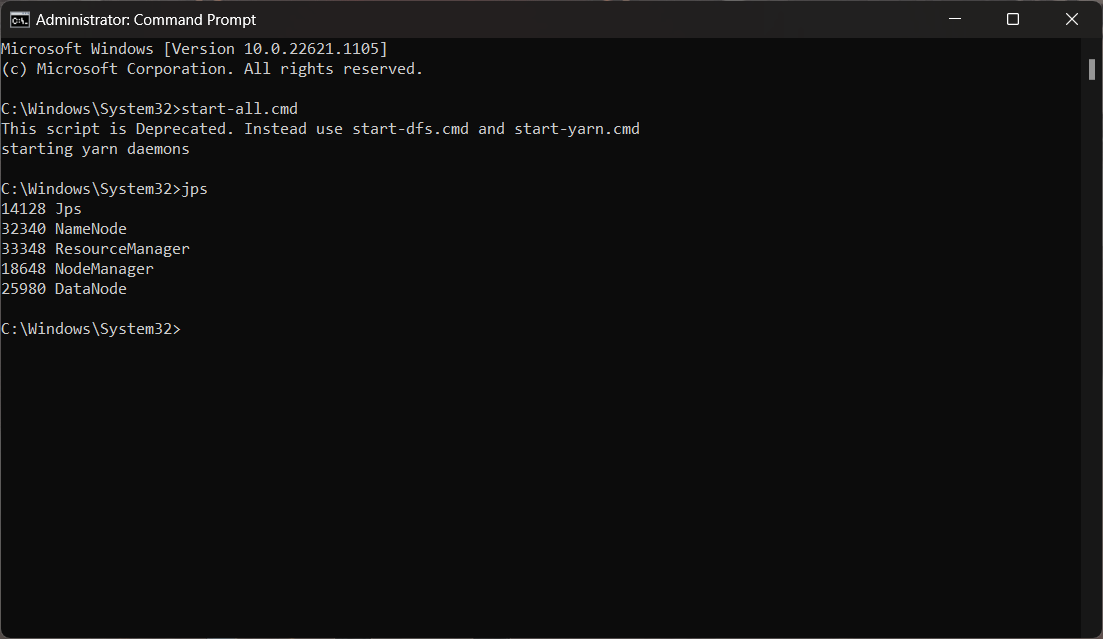 Administrator: Command Prompt
Microsoft Windows [Version 10.0.22621.1105]
(c) Microsoft Corporation. All rights reserved.
C:\Windows\System32>start-all.cmd
This script is Deprecated. Instead use start-dfs.cmd and start-yarn.cmd
starting yarn daemons
C:\Windows\System32>jps
14128 Jps
32340 NameNode
33348 ResourceManager
18648 NodeManager
25980 DataNode
C:\Windows\System32>